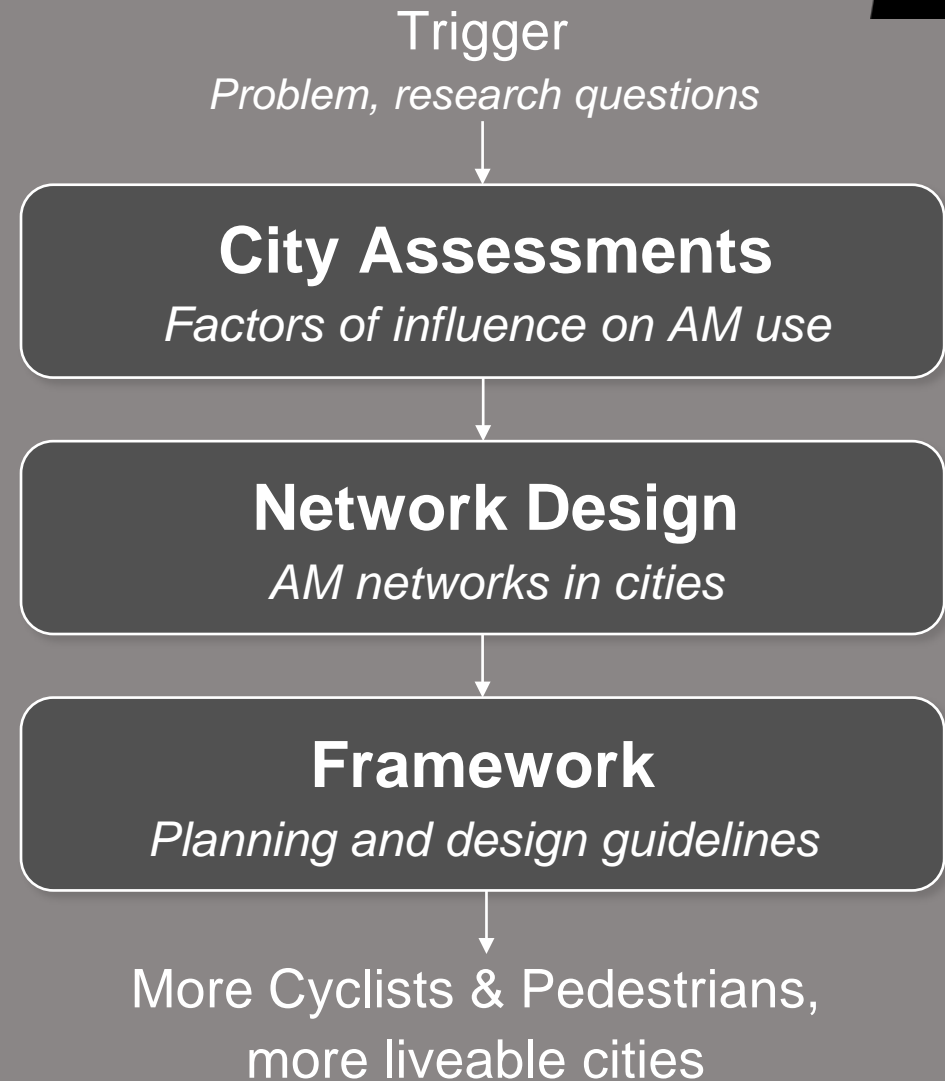 Trigger
Problem, research questions
City Assessments
Factors of influence on AM use
Network Design
AM networks in cities
Framework
Planning and design guidelines
More Cyclists & Pedestrians,
more liveable cities